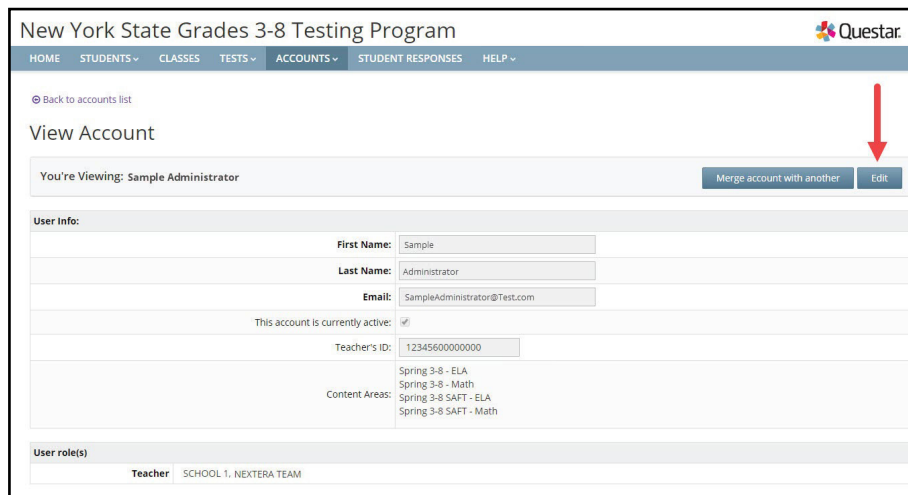 New York State Grades 3-8 Testing Program
Questar.
HOME STUDENTS CLASSES TESTS ACCOUNTS STUDENT RESPONSES HELP
Back to accounts list
View Account
You're Viewing: Sample Administrator
Merge account with another Edit
User Info:
First Name: Sample
Last Name: Administrator
Email: SampleAdministrator@Test.com
This account is currently active:
Teacher's ID: 12345600000000
Content Areas:
Spring 3-8 - ELA
Spring 3-8 - Math
Spring 3-8 SAFT - ELA
Spring 3-8 SAFT - Math
User role(s)
Teacher SCHOOL 1, NEXTERA TEAM